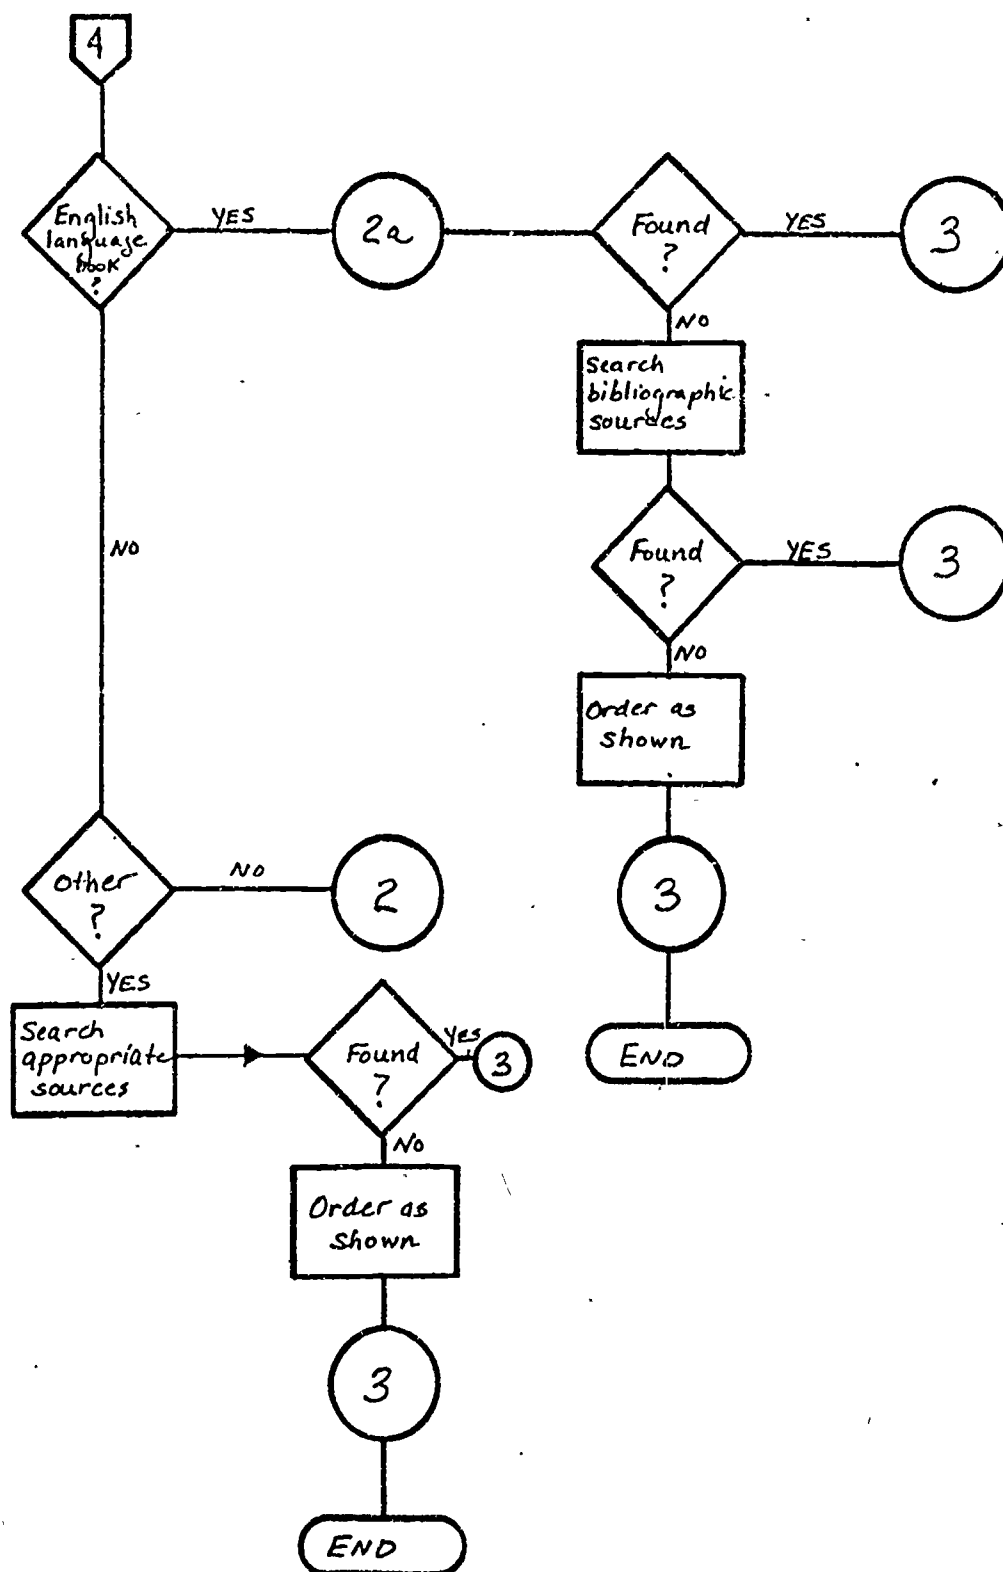 4
English
language
book
?
YES
2a
Found
?
YES
3
NO
Search
bibliographic
sources
Found
?
YES
3
NO
Order as
shown
3
END
NO
Other
?
NO
2
YES
Search
appropriate
sources
Found
?
YES
3
NO
Order as
shown
3
END